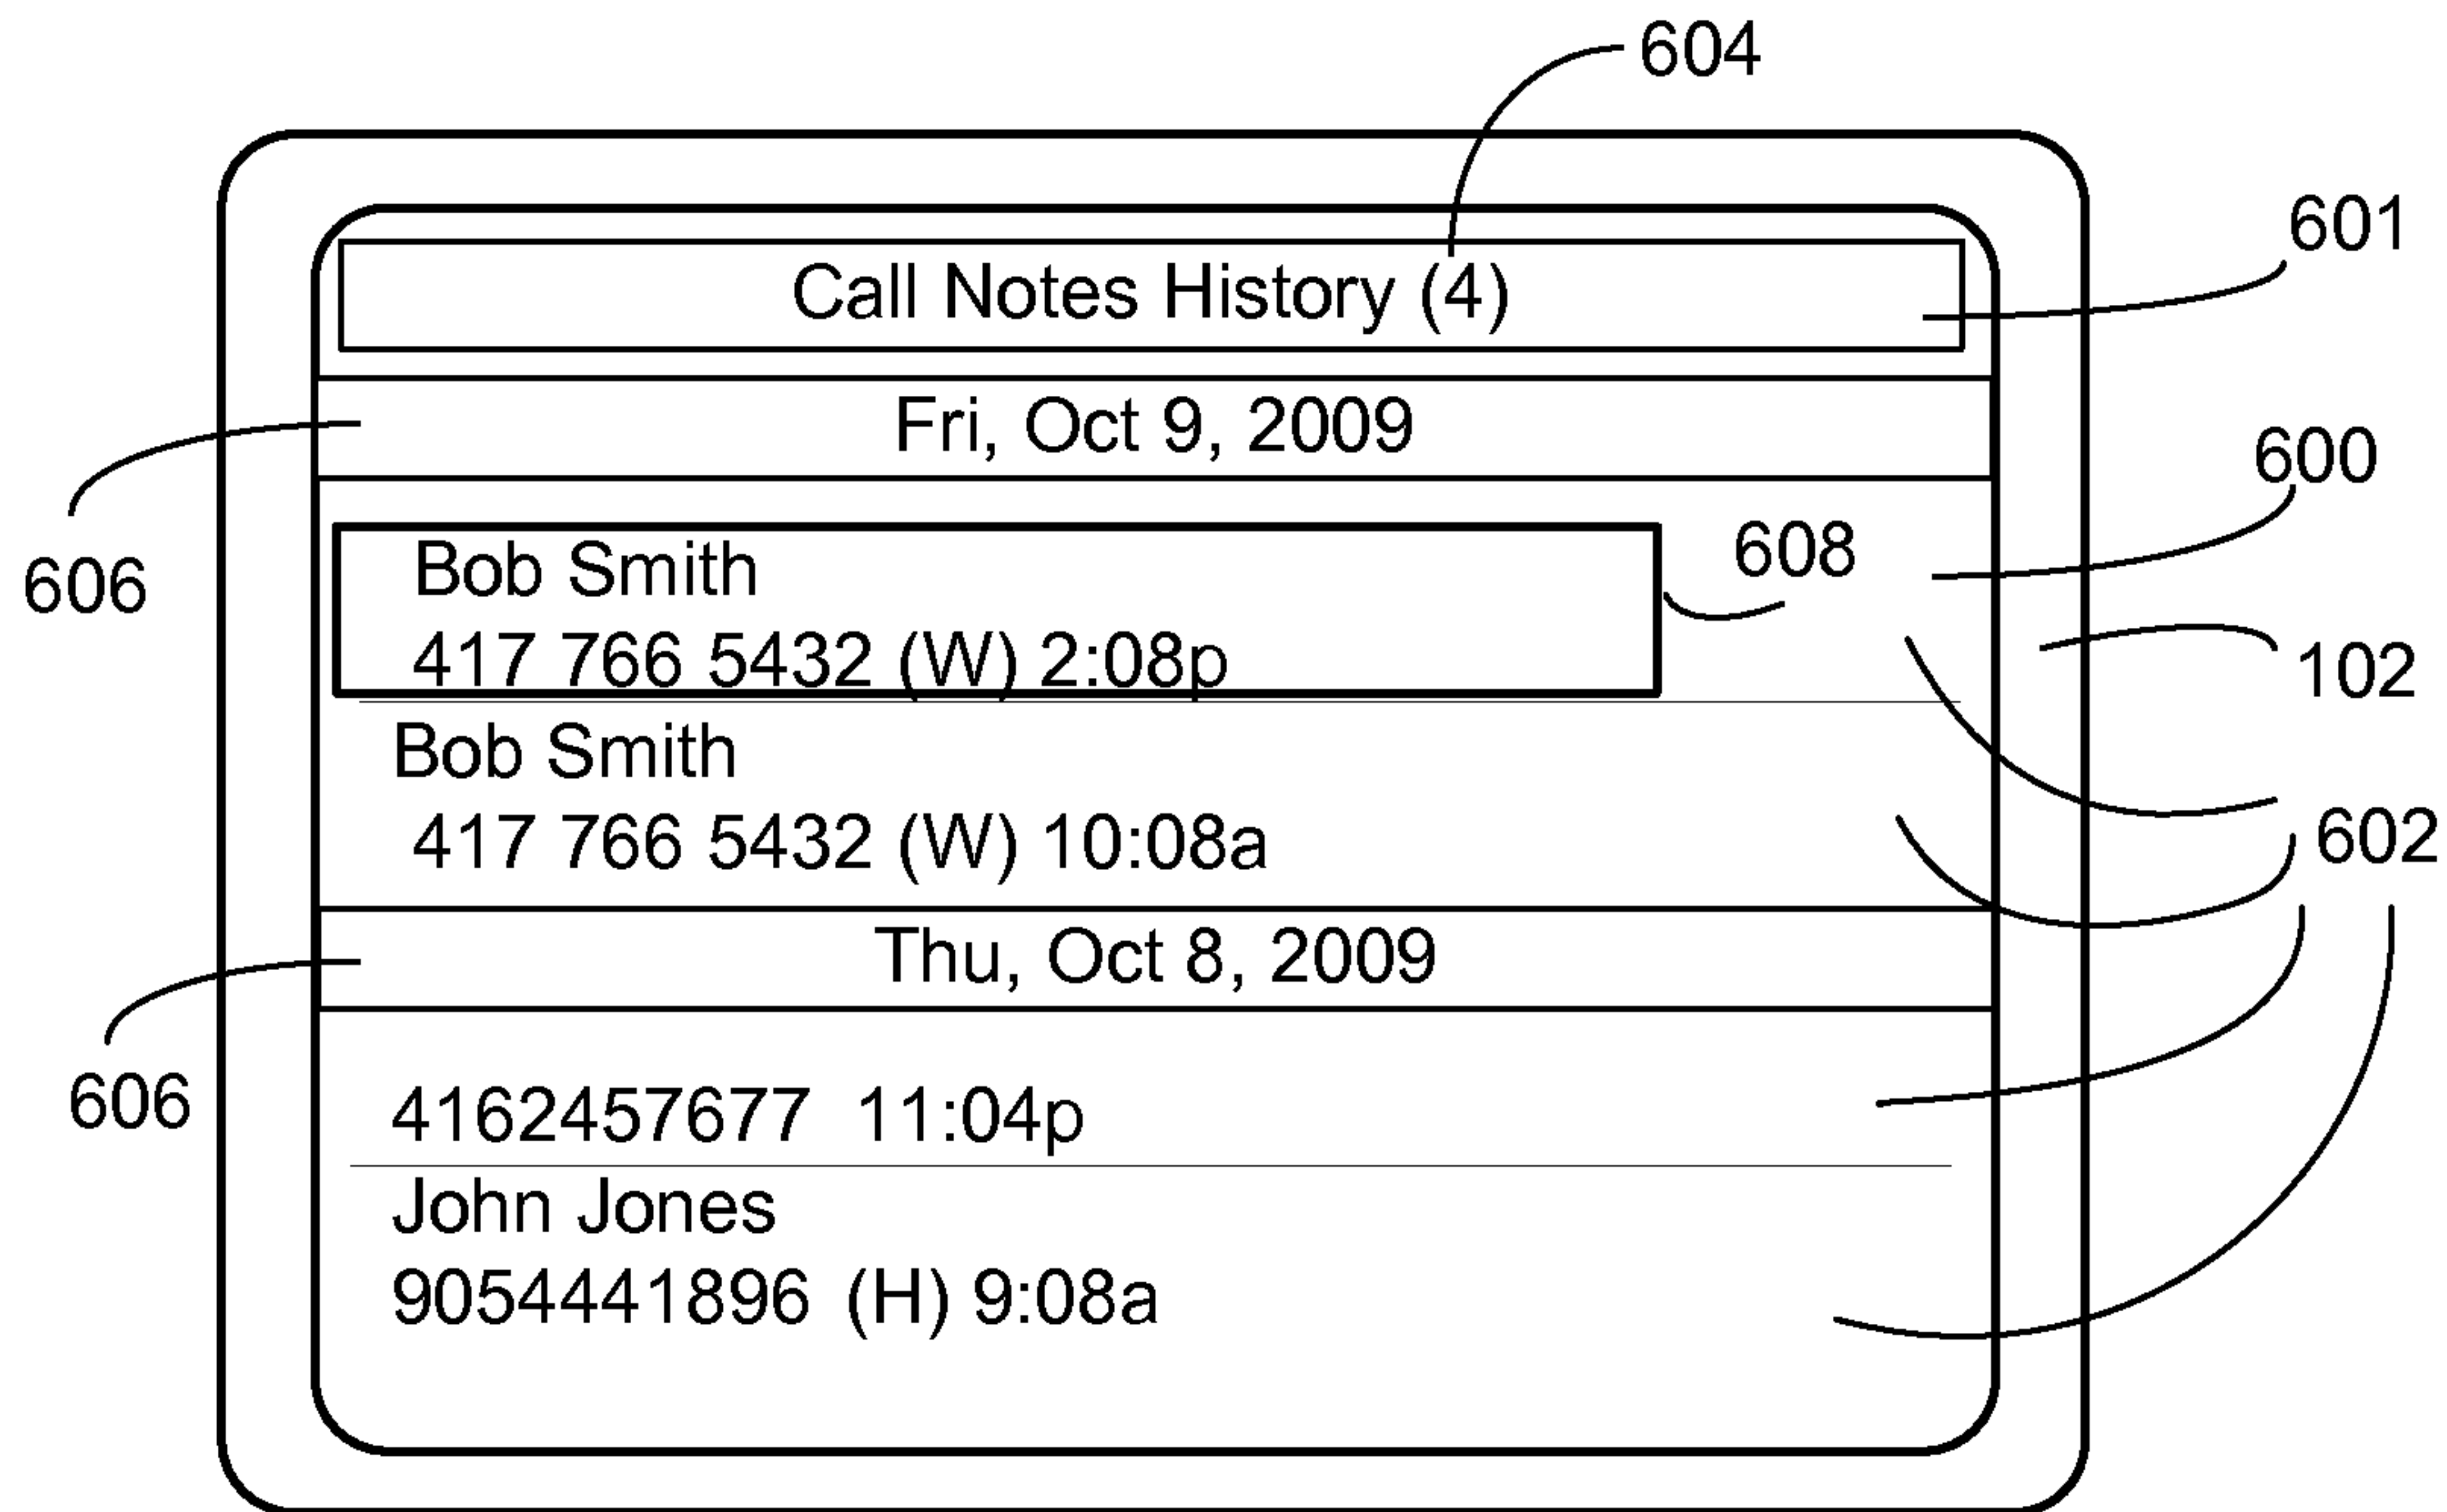 604
601
Call Notes History (4)
Fri, Oct 9, 2009
600
606
608
Bob Smith
417 766 5432 (W) 2:08p
102
Bob Smith
417 766 5432 (W) 10:08a
602
Thu, Oct 8, 2009
606
4162457677 11:04p
John Jones
9054441896 (H) 9:08a